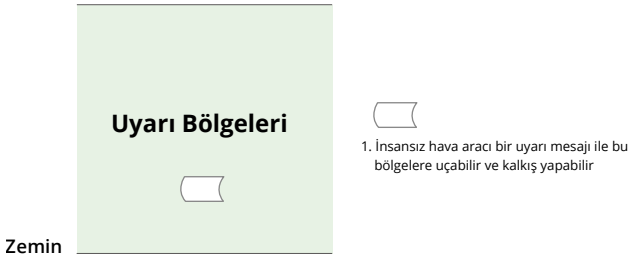 Uyarı Bölgeleri
1. İnsansız hava aracı bir uyarı mesajı ile bu
bölgelere uçabilir ve kalkış yapabilir
Zemin